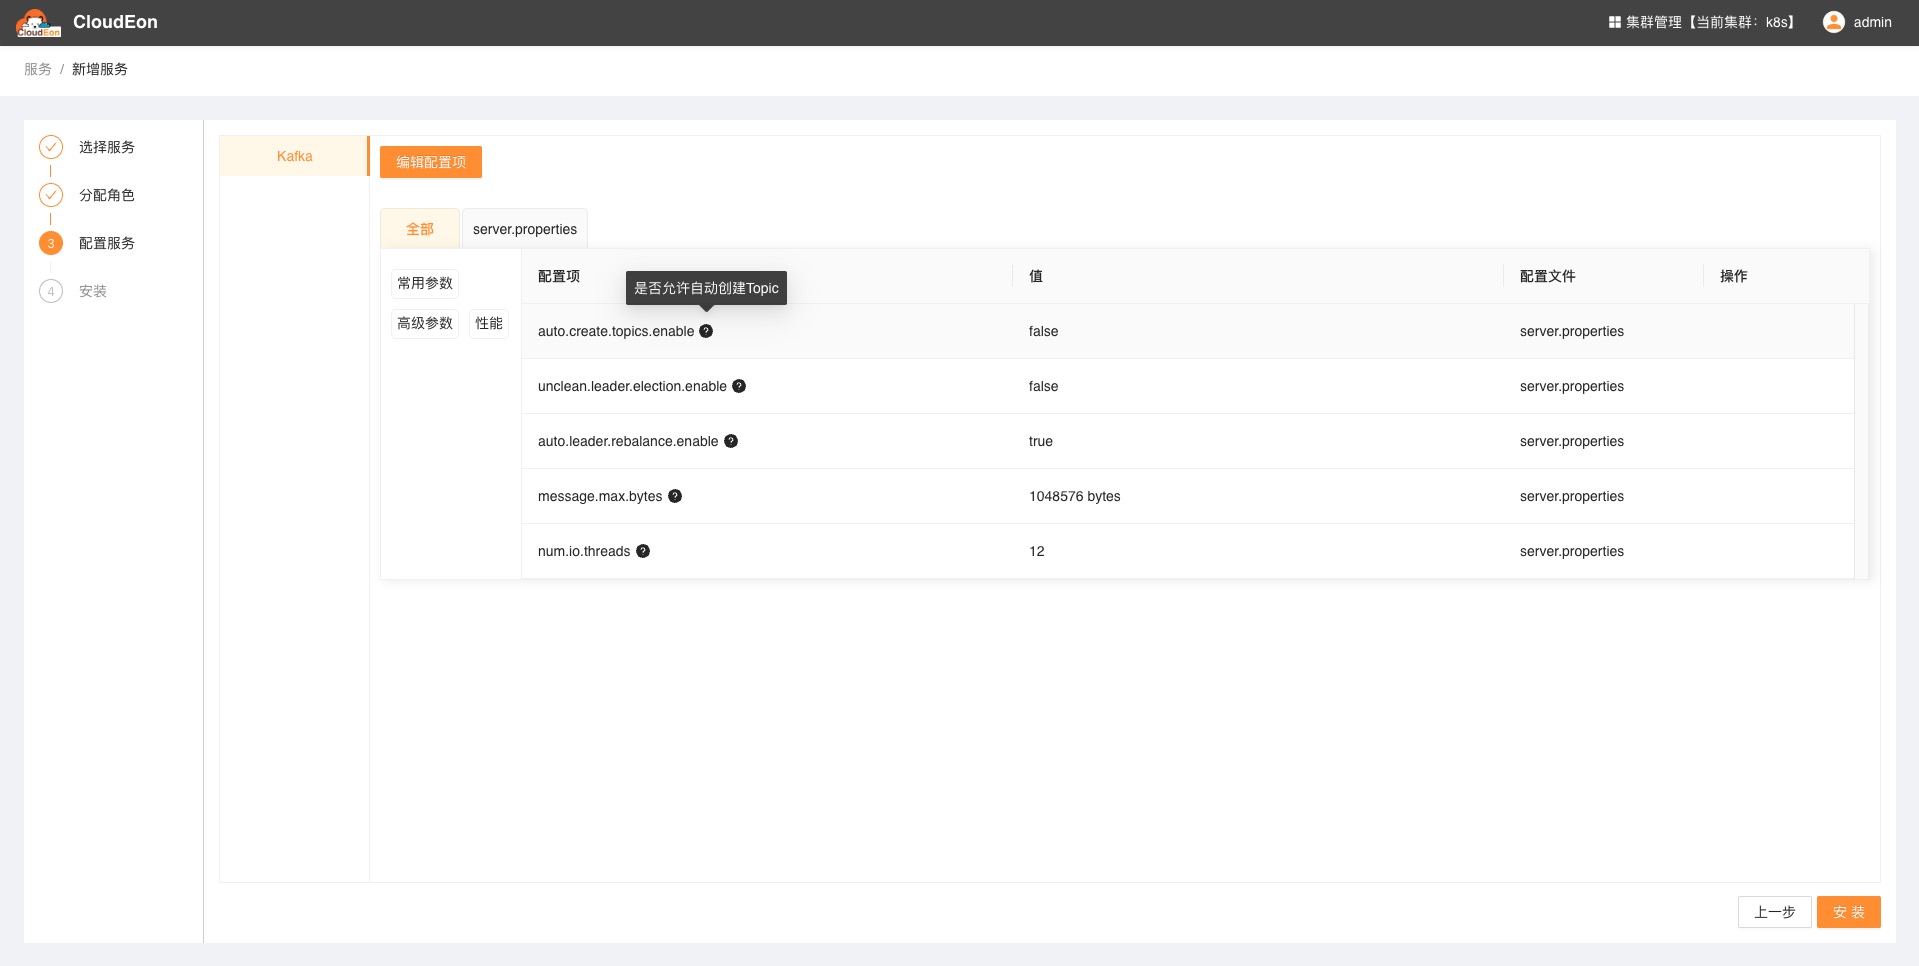 CloudEon
CloudEon
集群管理【当前集群：k8s】
admin
服务 / 新增服务
选择服务
分配角色
3 配置服务
4 安装
Kafka
编辑配置项
全部
server.properties
常用参数
高级参数
性能
配置项
值
配置文件
操作
是否允许自动创建Topic
auto.create.topics.enable ?
false
server.properties
unclean.leader.election.enable ?
false
server.properties
auto.leader.rebalance.enable ?
true
server.properties
message.max.bytes ?
1048576 bytes
server.properties
num.io.threads ?
12
server.properties
上一步
安 装